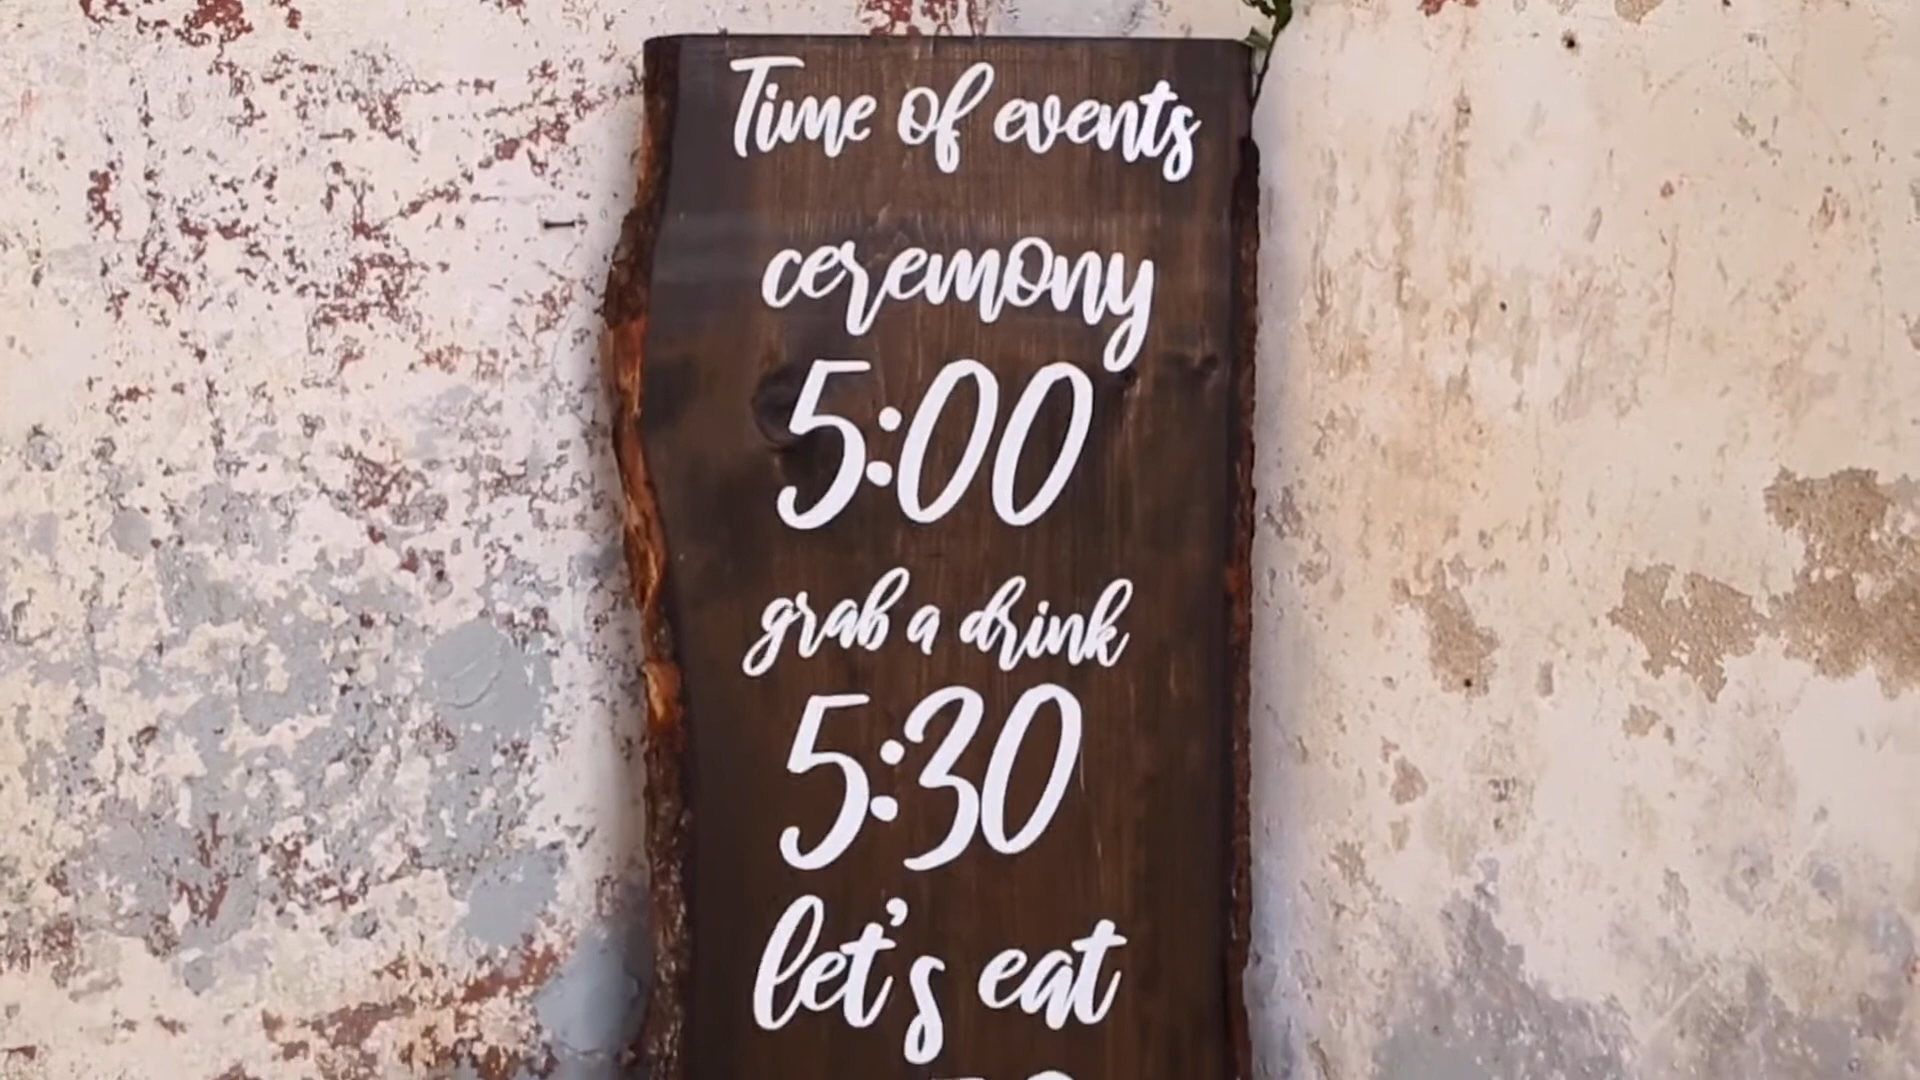 Time of events
ceremony
5:00
grab a drink
5:30
let's eat